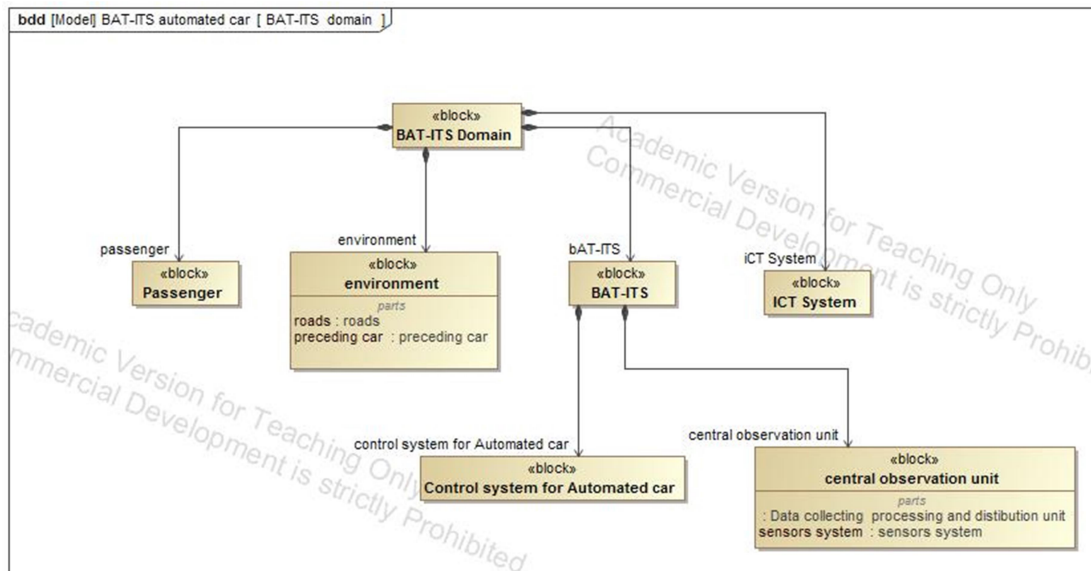 bdd [Model] BAT-ITS automated car [ BAT-ITS domain ]
«block»
BAT-ITS Domain
passenger
«block»
Passenger
environment
«block»
environment
parts
roads : roads
preceding car : preceding car
bAT-ITS
«block»
BAT-ITS
iCT System
«block»
ICT System
control system for Automated car
«block»
Control system for Automated car
central observation unit
«block»
central observation unit
parts
: Data collecting processing and distibution unit
sensors system : sensors system
Academic Version for Teaching Only
Commercial Development is strictly Prohibited
Academic Version for Teaching Only
Commercial Development is strictly Prohibited